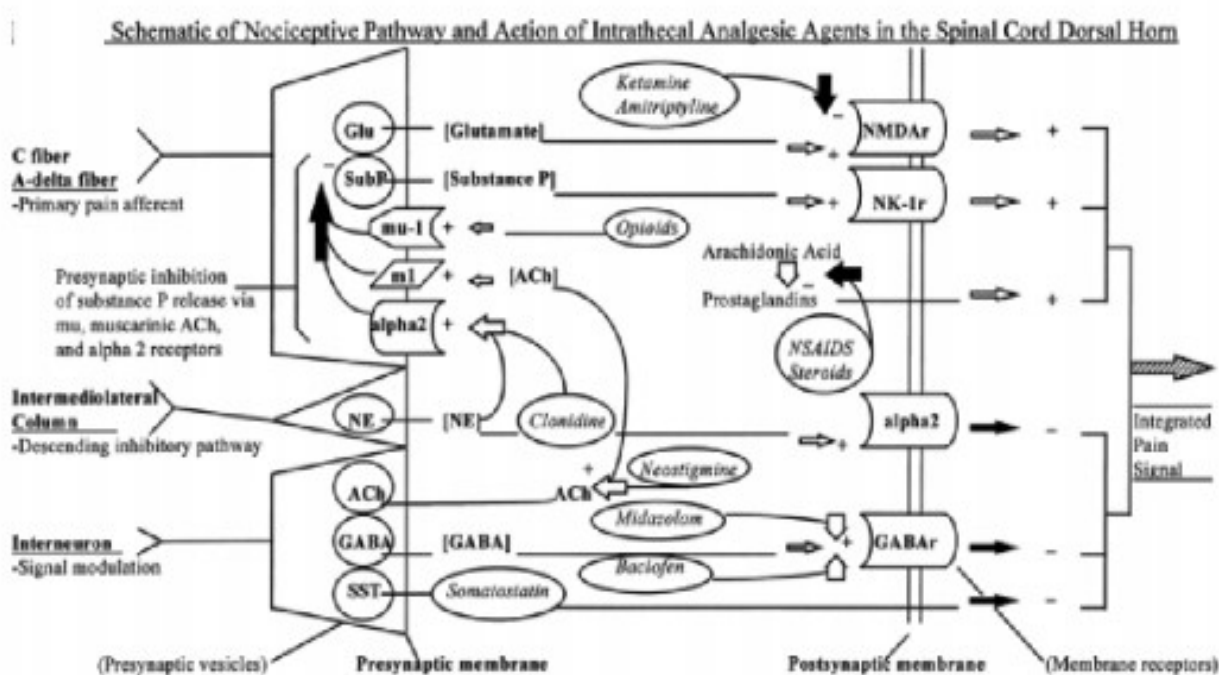 Schematic of Nociceptive Pathway and Action of Intrathecal Analgesic Agents in the Spinal Cord Dorsal Horn
Ketamine
Amitriptyline
Glu
[Glutamate]
NMDAr
C fiber
A-delta fiber
-Primary pain afferent
SubP
[Substance P]
NK-1r
mu-1
Opioids
Arachidonic Acid
m1
[ACh]
Prostaglandins
Presynaptic inhibition
of substance P release via
mu, muscarinic ACh,
and alpha 2 receptors
alpha2
NSAIDS
Steroids
Intermediolateral
Column
-Descending inhibitory pathway
NE
[NE]
Clonidine
alpha2
Integrated
Pain
Signal
Neostigmine
ACh
ACh
Midazolam
Interneuron
-Signal modulation
GABA
[GABA]
GABAr
Baclofen
SST
Somatostatin
(Presynaptic vesicles)
Presynaptic membrane
Postsynaptic membrane
(Membrane receptors)